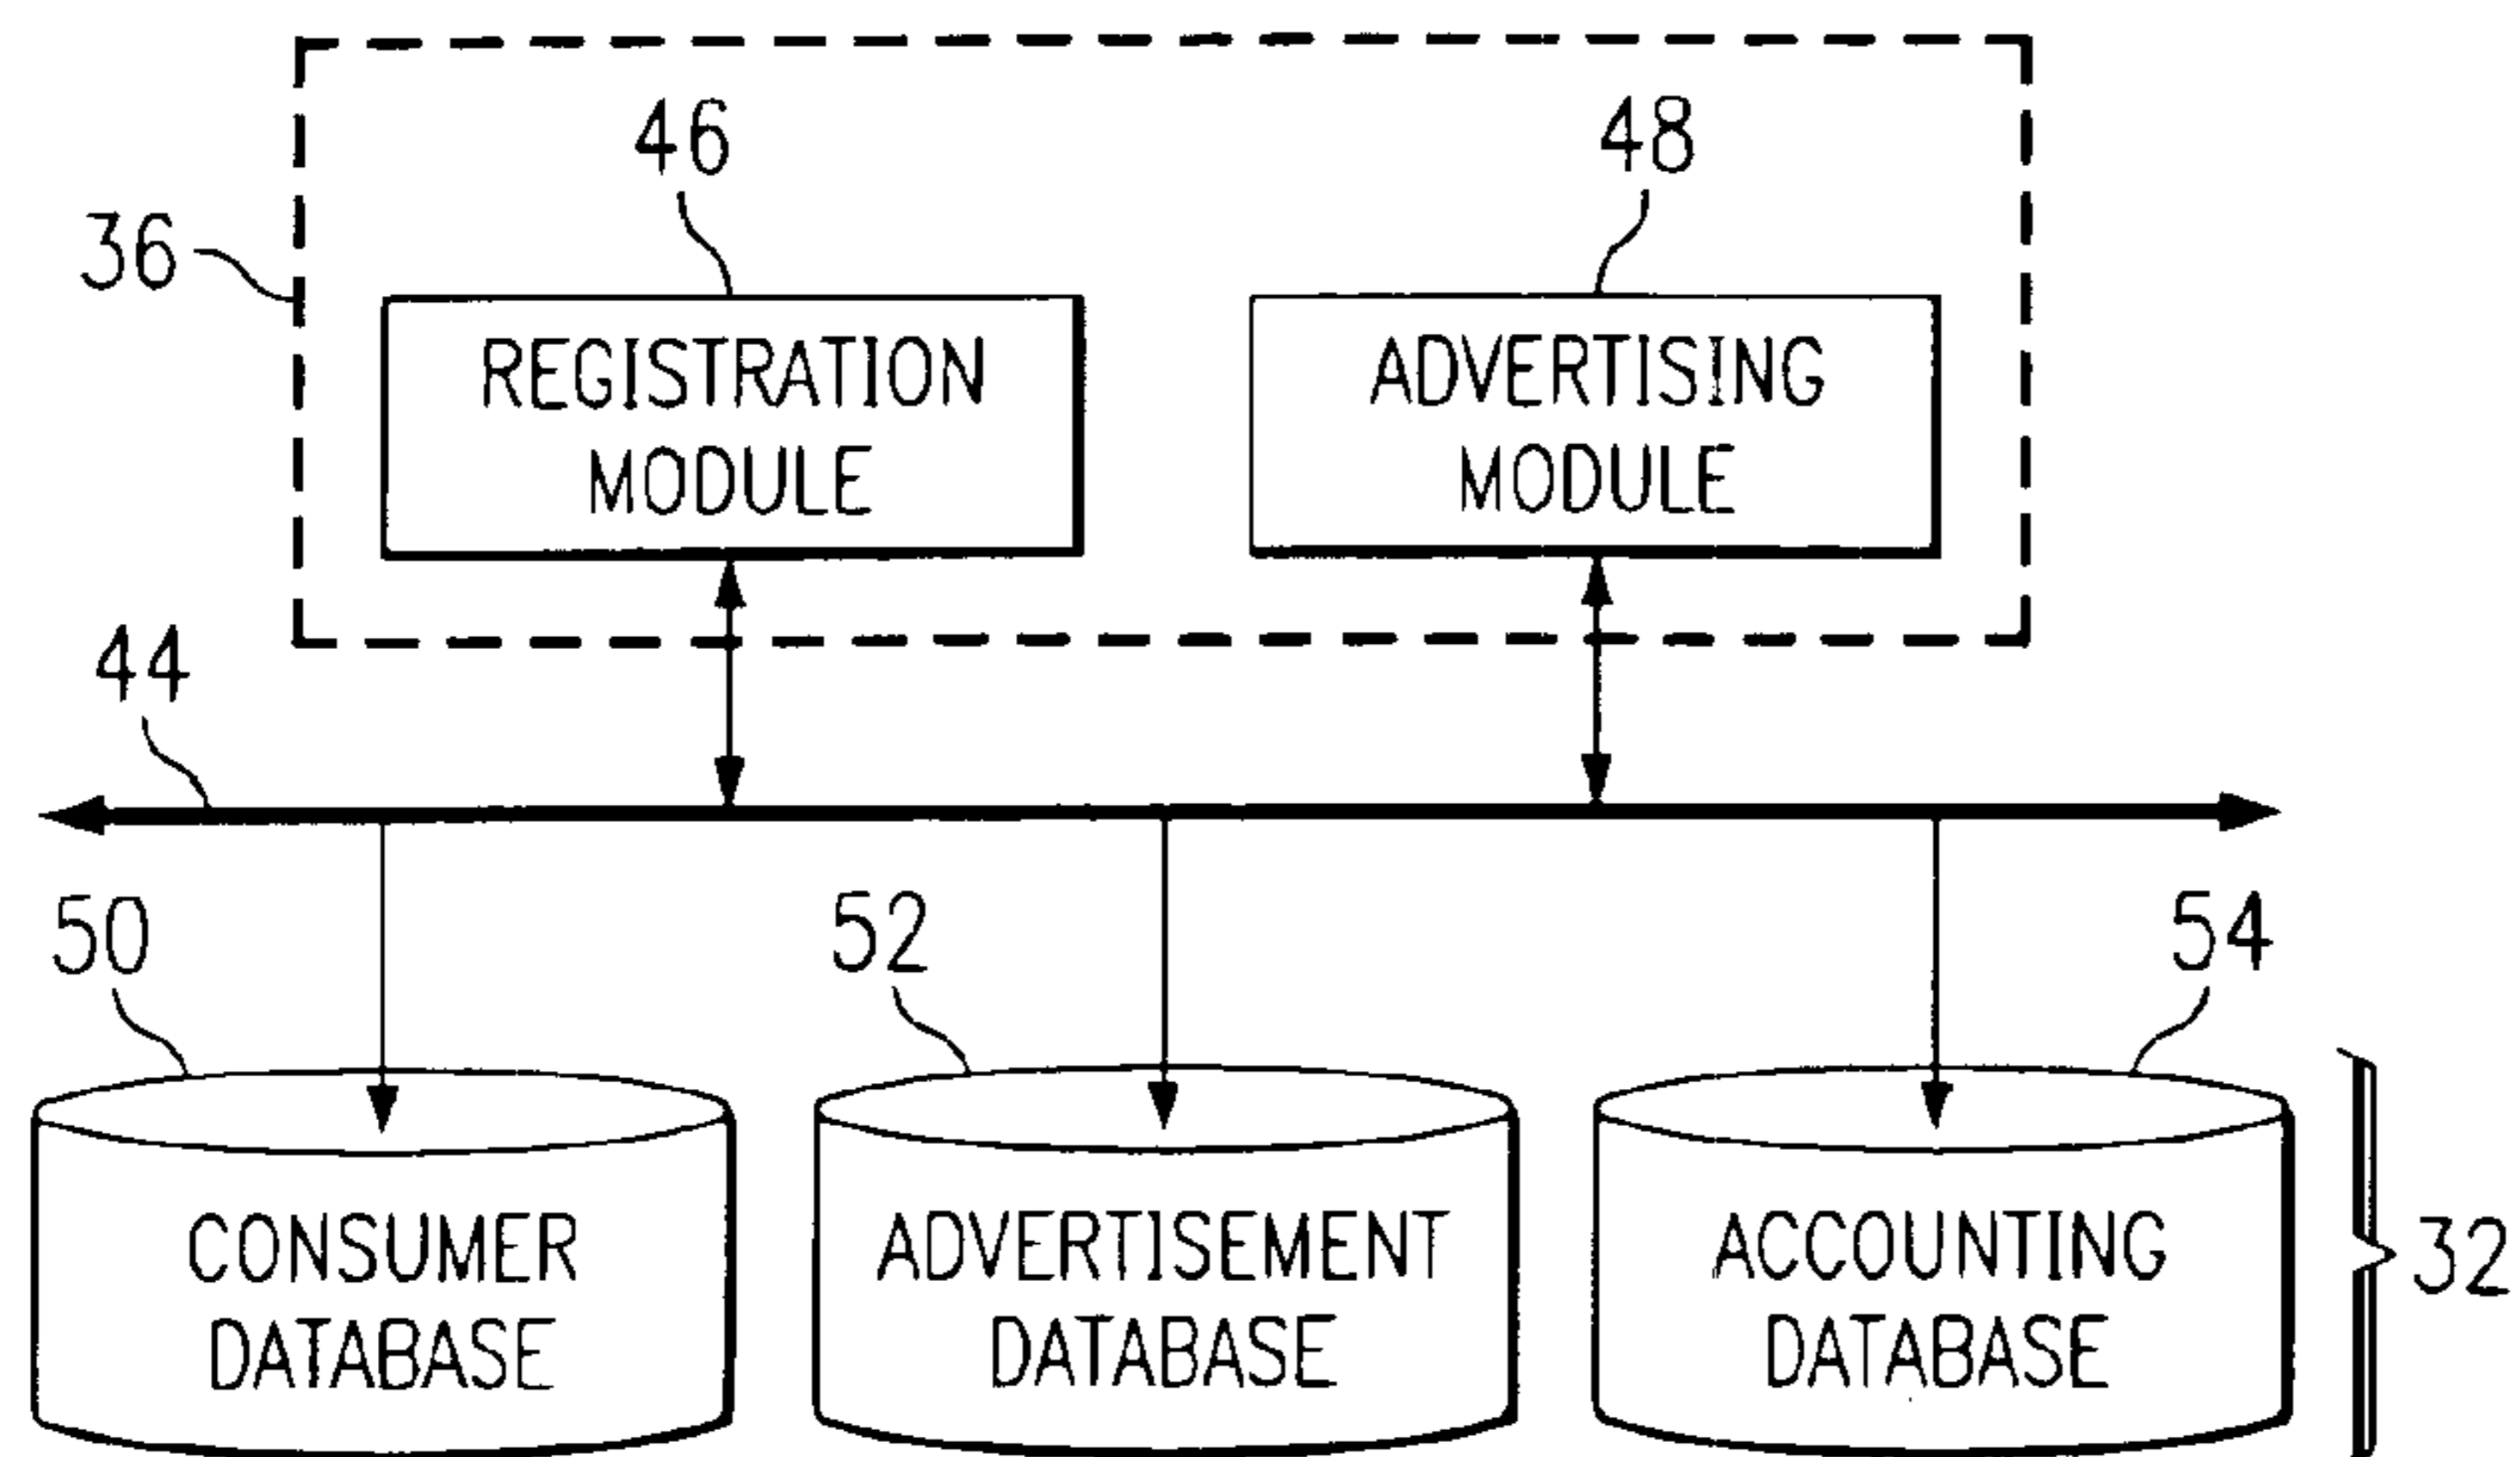 46
48
36
REGISTRATION
MODULE
ADVERTISING
MODULE
44
50
52
54
CONSUMER
DATABASE
ADVERTISEMENT
DATABASE
ACCOUNTING
DATABASE
32